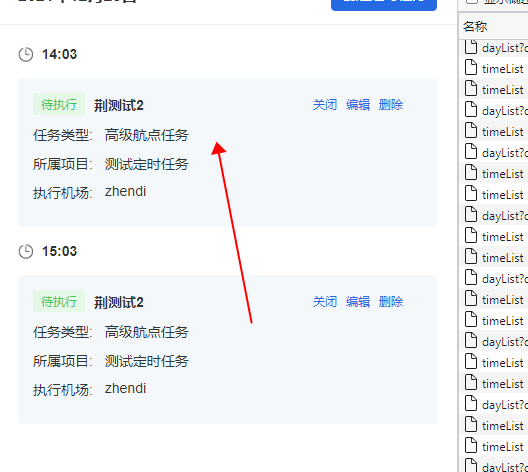 名称
14:03
待执行 荆测试2 关闭 编辑 删除
任务类型: 高级航点任务
所属项目: 测试定时任务
执行机场: zhendi
15:03
待执行 荆测试2 关闭 编辑 删除
任务类型: 高级航点任务
所属项目: 测试定时任务
执行机场: zhendi
dayList?c
timeList
timeList
dayList?c
timeList
dayList?c
timeList
timeList
dayList?c
timeList
timeList
dayList?c
timeList
timeList
dayList?c
timeList
timeList
dayList?c
timeList
timeList
dayList?c